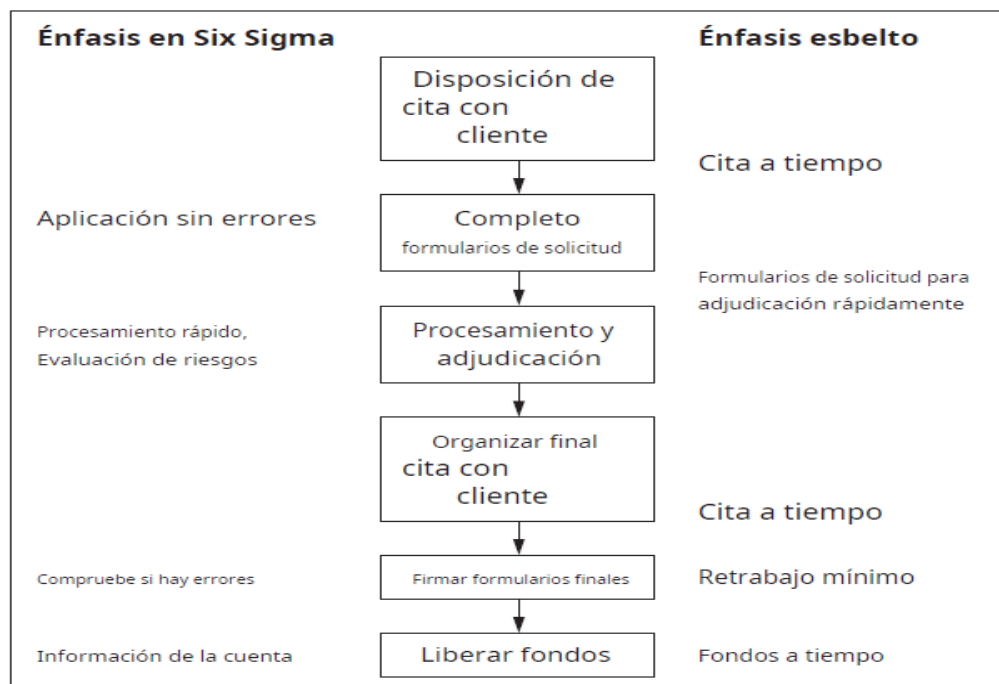 Énfasis en Six Sigma
Énfasis esbelto
Disposición de
cita con
cliente
Cita a tiempo
Aplicación sin errores
Completo
formularios de solicitud
Formularios de solicitud para
adjudicación rápidamente
Procesamiento rápido,
Evaluación de riesgos
Procesamiento y
adjudicación
Organizar final
cita con
cliente
Cita a tiempo
Compruebe si hay errores
Firmar formularios finales
Retrabajo mínimo
Información de la cuenta
Liberar fondos
Fondos a tiempo